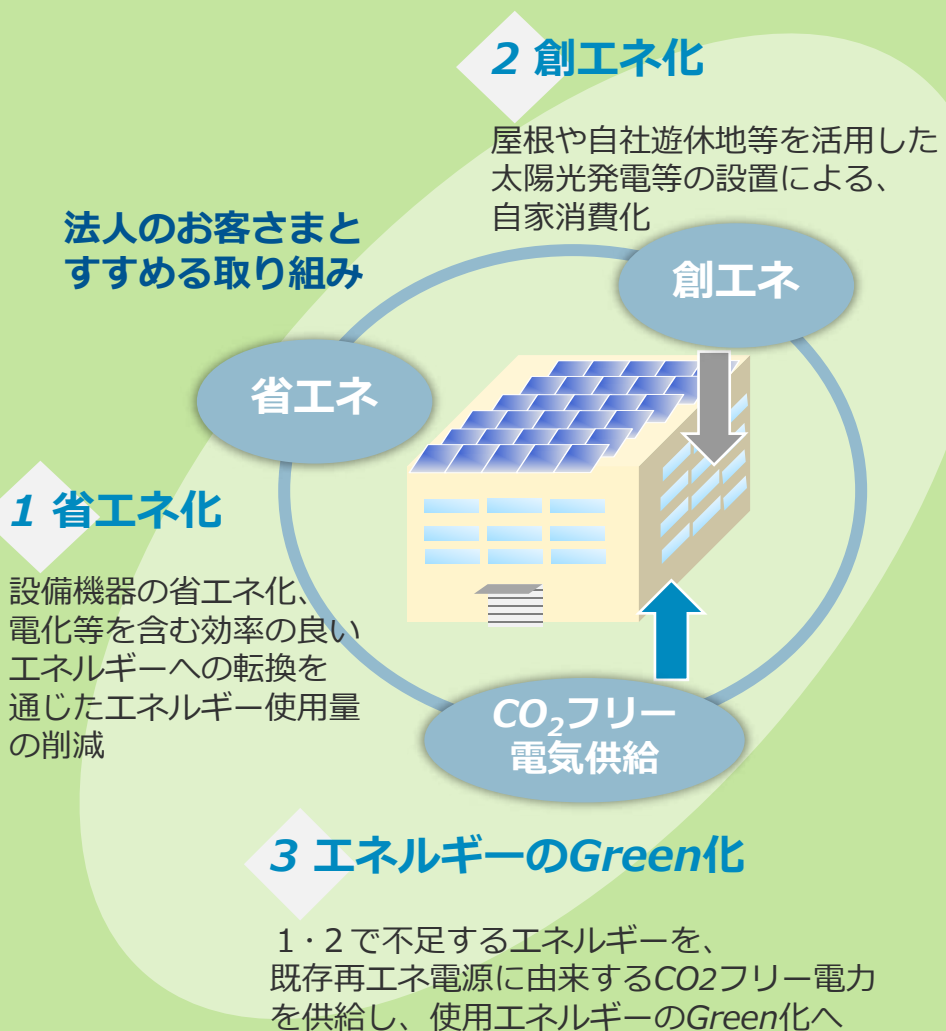 法人のお客さまと
すすめる取り組み
2 創エネ化
屋根や自社遊休地等を活用した
太陽光発電等の設置による、
自家消費化
創エネ
省エネ
1 省エネ化
設備機器の省エネ化、
電化等を含む効率の良い
エネルギーへの転換を
通じたエネルギー使用量
の削減
CO₂フリー
電気供給
3 エネルギーのGreen化
１・２で不足するエネルギーを、
既存再エネ電源に由来するCO2フリー電力
を供給し、使用エネルギーのGreen化へ